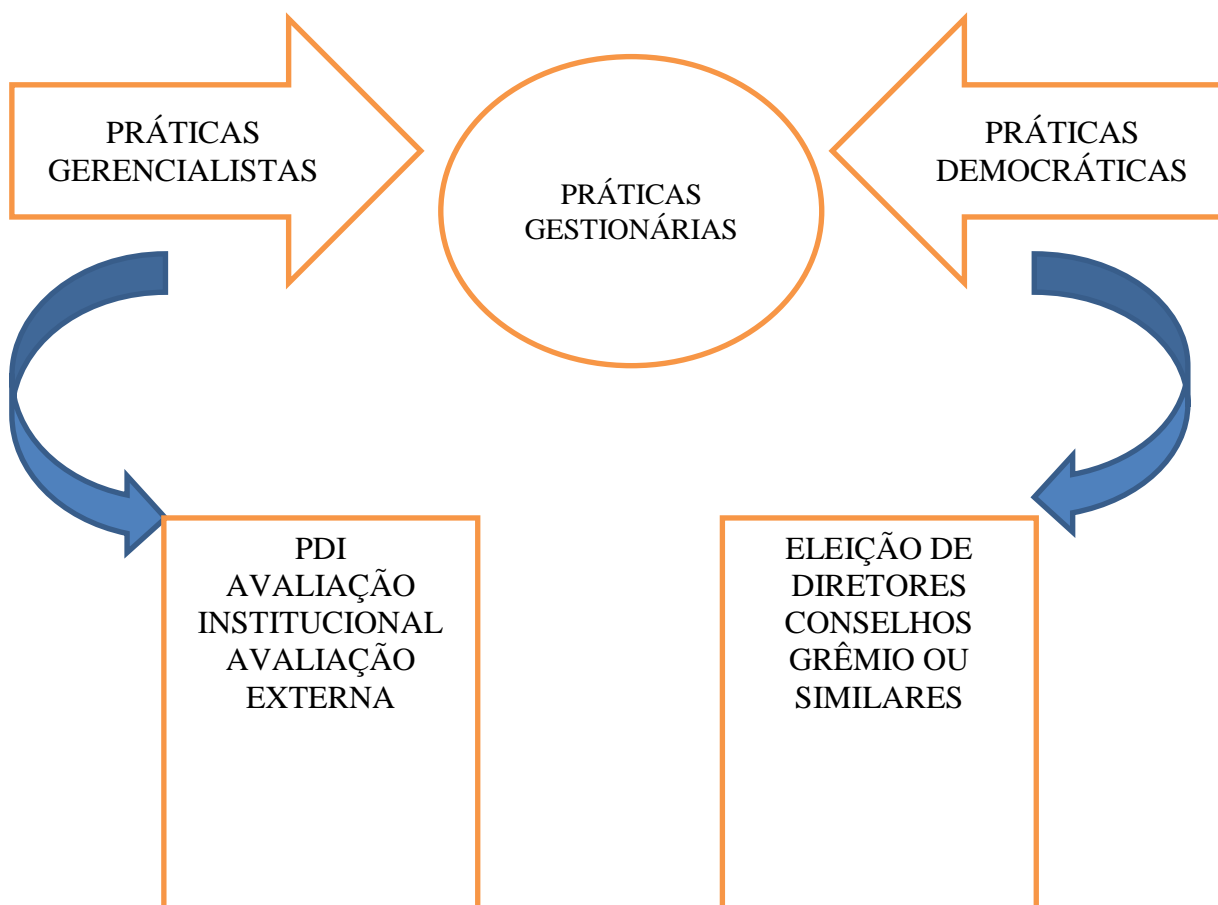 PRÁTICAS
GERENCIALISTAS
PRÁTICAS
GESTIONÁRIAS
PRÁTICAS
DEMOCRÁTICAS
PDI
AVALIAÇÃO
INSTITUCIONAL
AVALIAÇÃO
EXTERNA
ELEIÇÃO DE
DIRETORES
CONSELHOS
GRÊMIO OU
SIMILARES